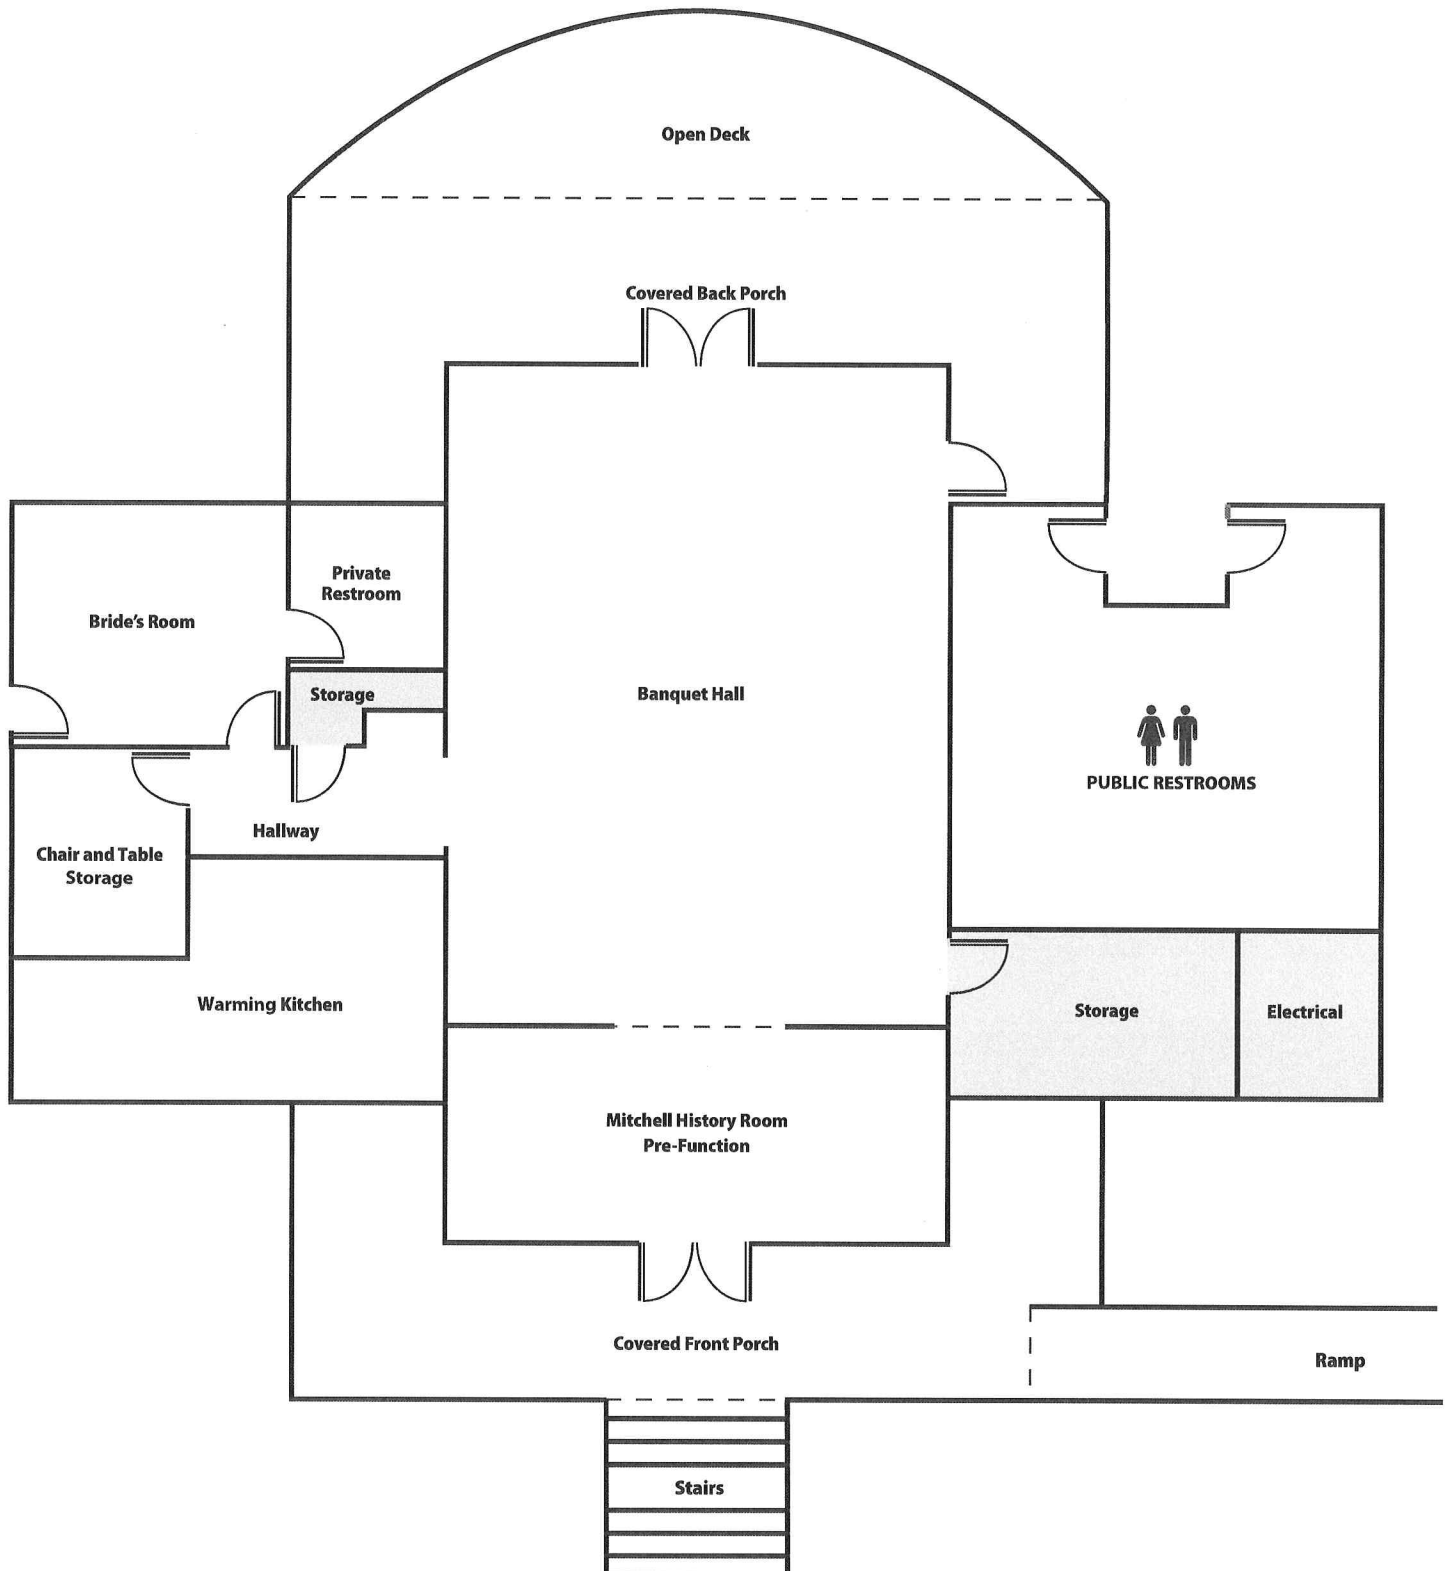 Open Deck
Covered Back Porch
Private
Restroom
Bride's Room
Storage
Banquet Hall
PUBLIC RESTROOMS
Hallway
Chair and Table
Storage
Warming Kitchen
Storage
Electrical
Mitchell History Room
Pre-Function
Covered Front Porch
Ramp
Stairs